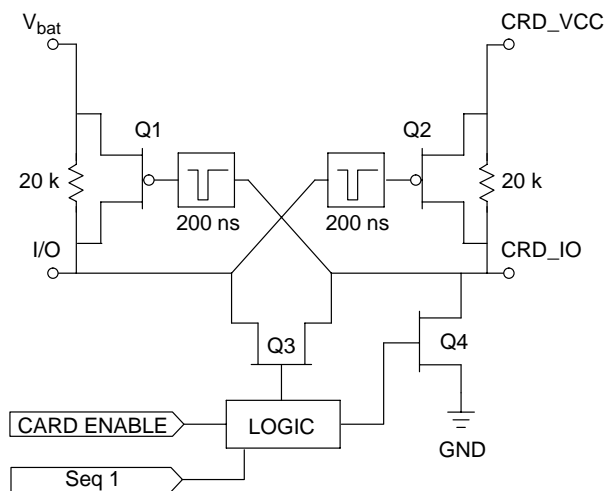 Vbat
CRD_VCC
Q1
Q2
20 k
200 ns
200 ns
20 k
I/O
CRD_IO
Q3
Q4
CARD ENABLE
LOGIC
GND
Seq 1